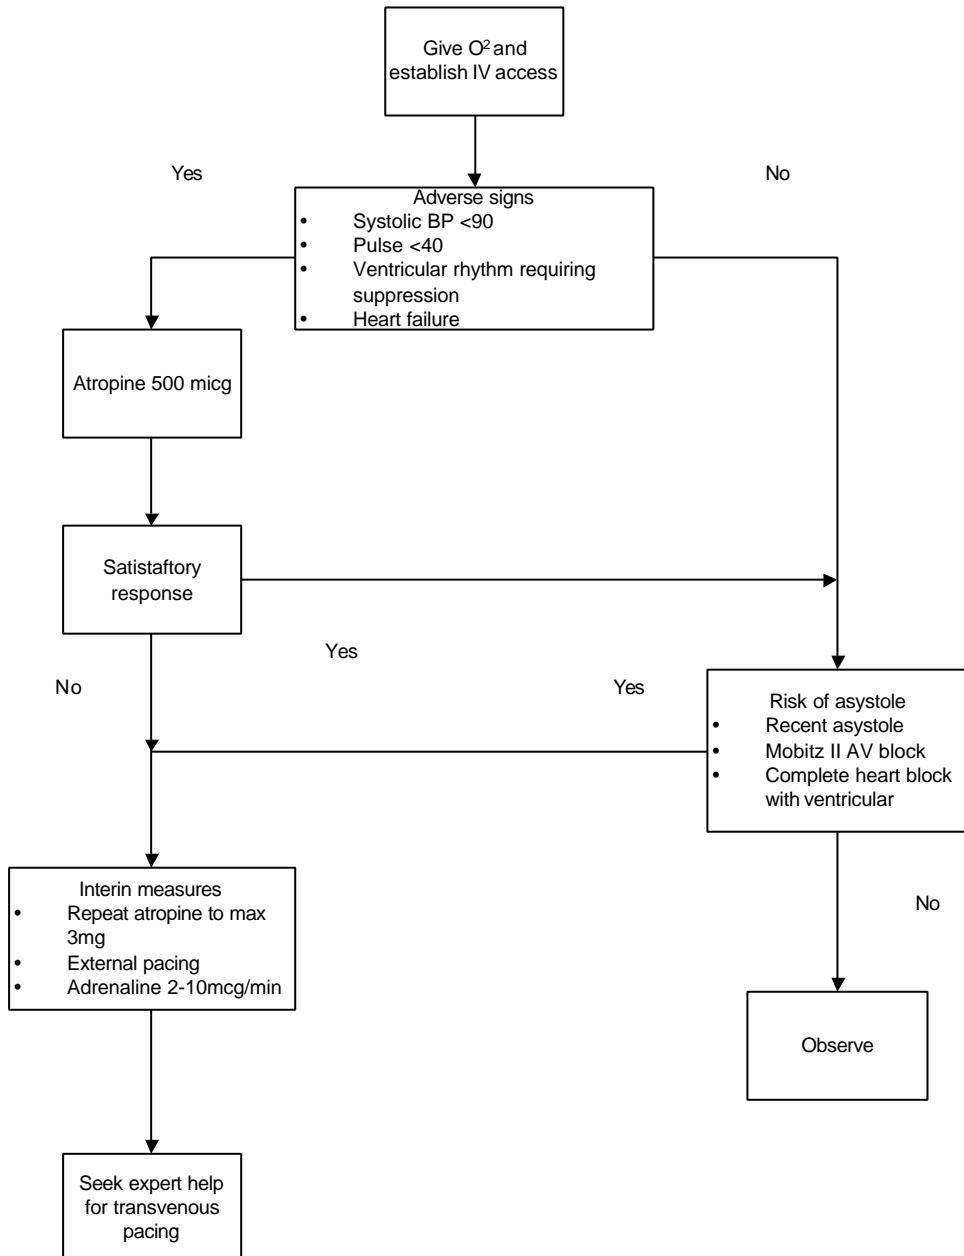 Give O² and
establish IV access
Yes
No
Adverse signs
• Systolic BP <90
• Pulse <40
• Ventricular rhythm requiring
suppression
• Heart failure
Atropine 500 micg
Satistaftory
response
Yes
No
Yes
Risk of asystole
• Recent asystole
• Mobitz II AV block
• Complete heart block
with ventricular
Interin measures
• Repeat atropine to max
3mg
• External pacing
• Adrenaline 2-10mcg/min
No
Observe
Seek expert help
for transvenous
pacing